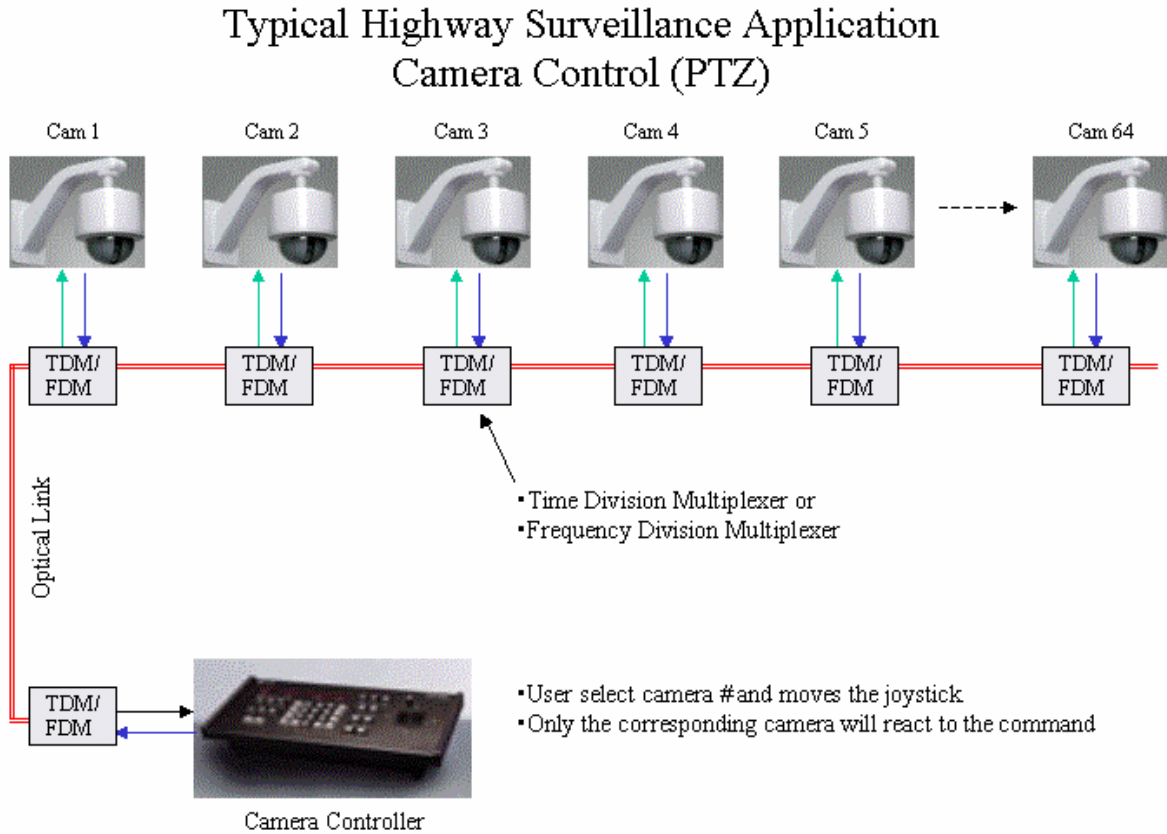 Typical Highway Surveillance Application
Camera Control (PTZ)
Cam 1
Cam 2
Cam 3
Cam 4
Cam 5
Cam 64
TDM/
FDM
TDM/
FDM
TDM/
FDM
TDM/
FDM
TDM/
FDM
TDM/
FDM
▪Time Division Multiplexer or
▪Frequency Division Multiplexer
Optical Link
TDM/
FDM
▪User select camera # and moves the joystick
▪Only the corresponding camera will react to the command
Camera Controller